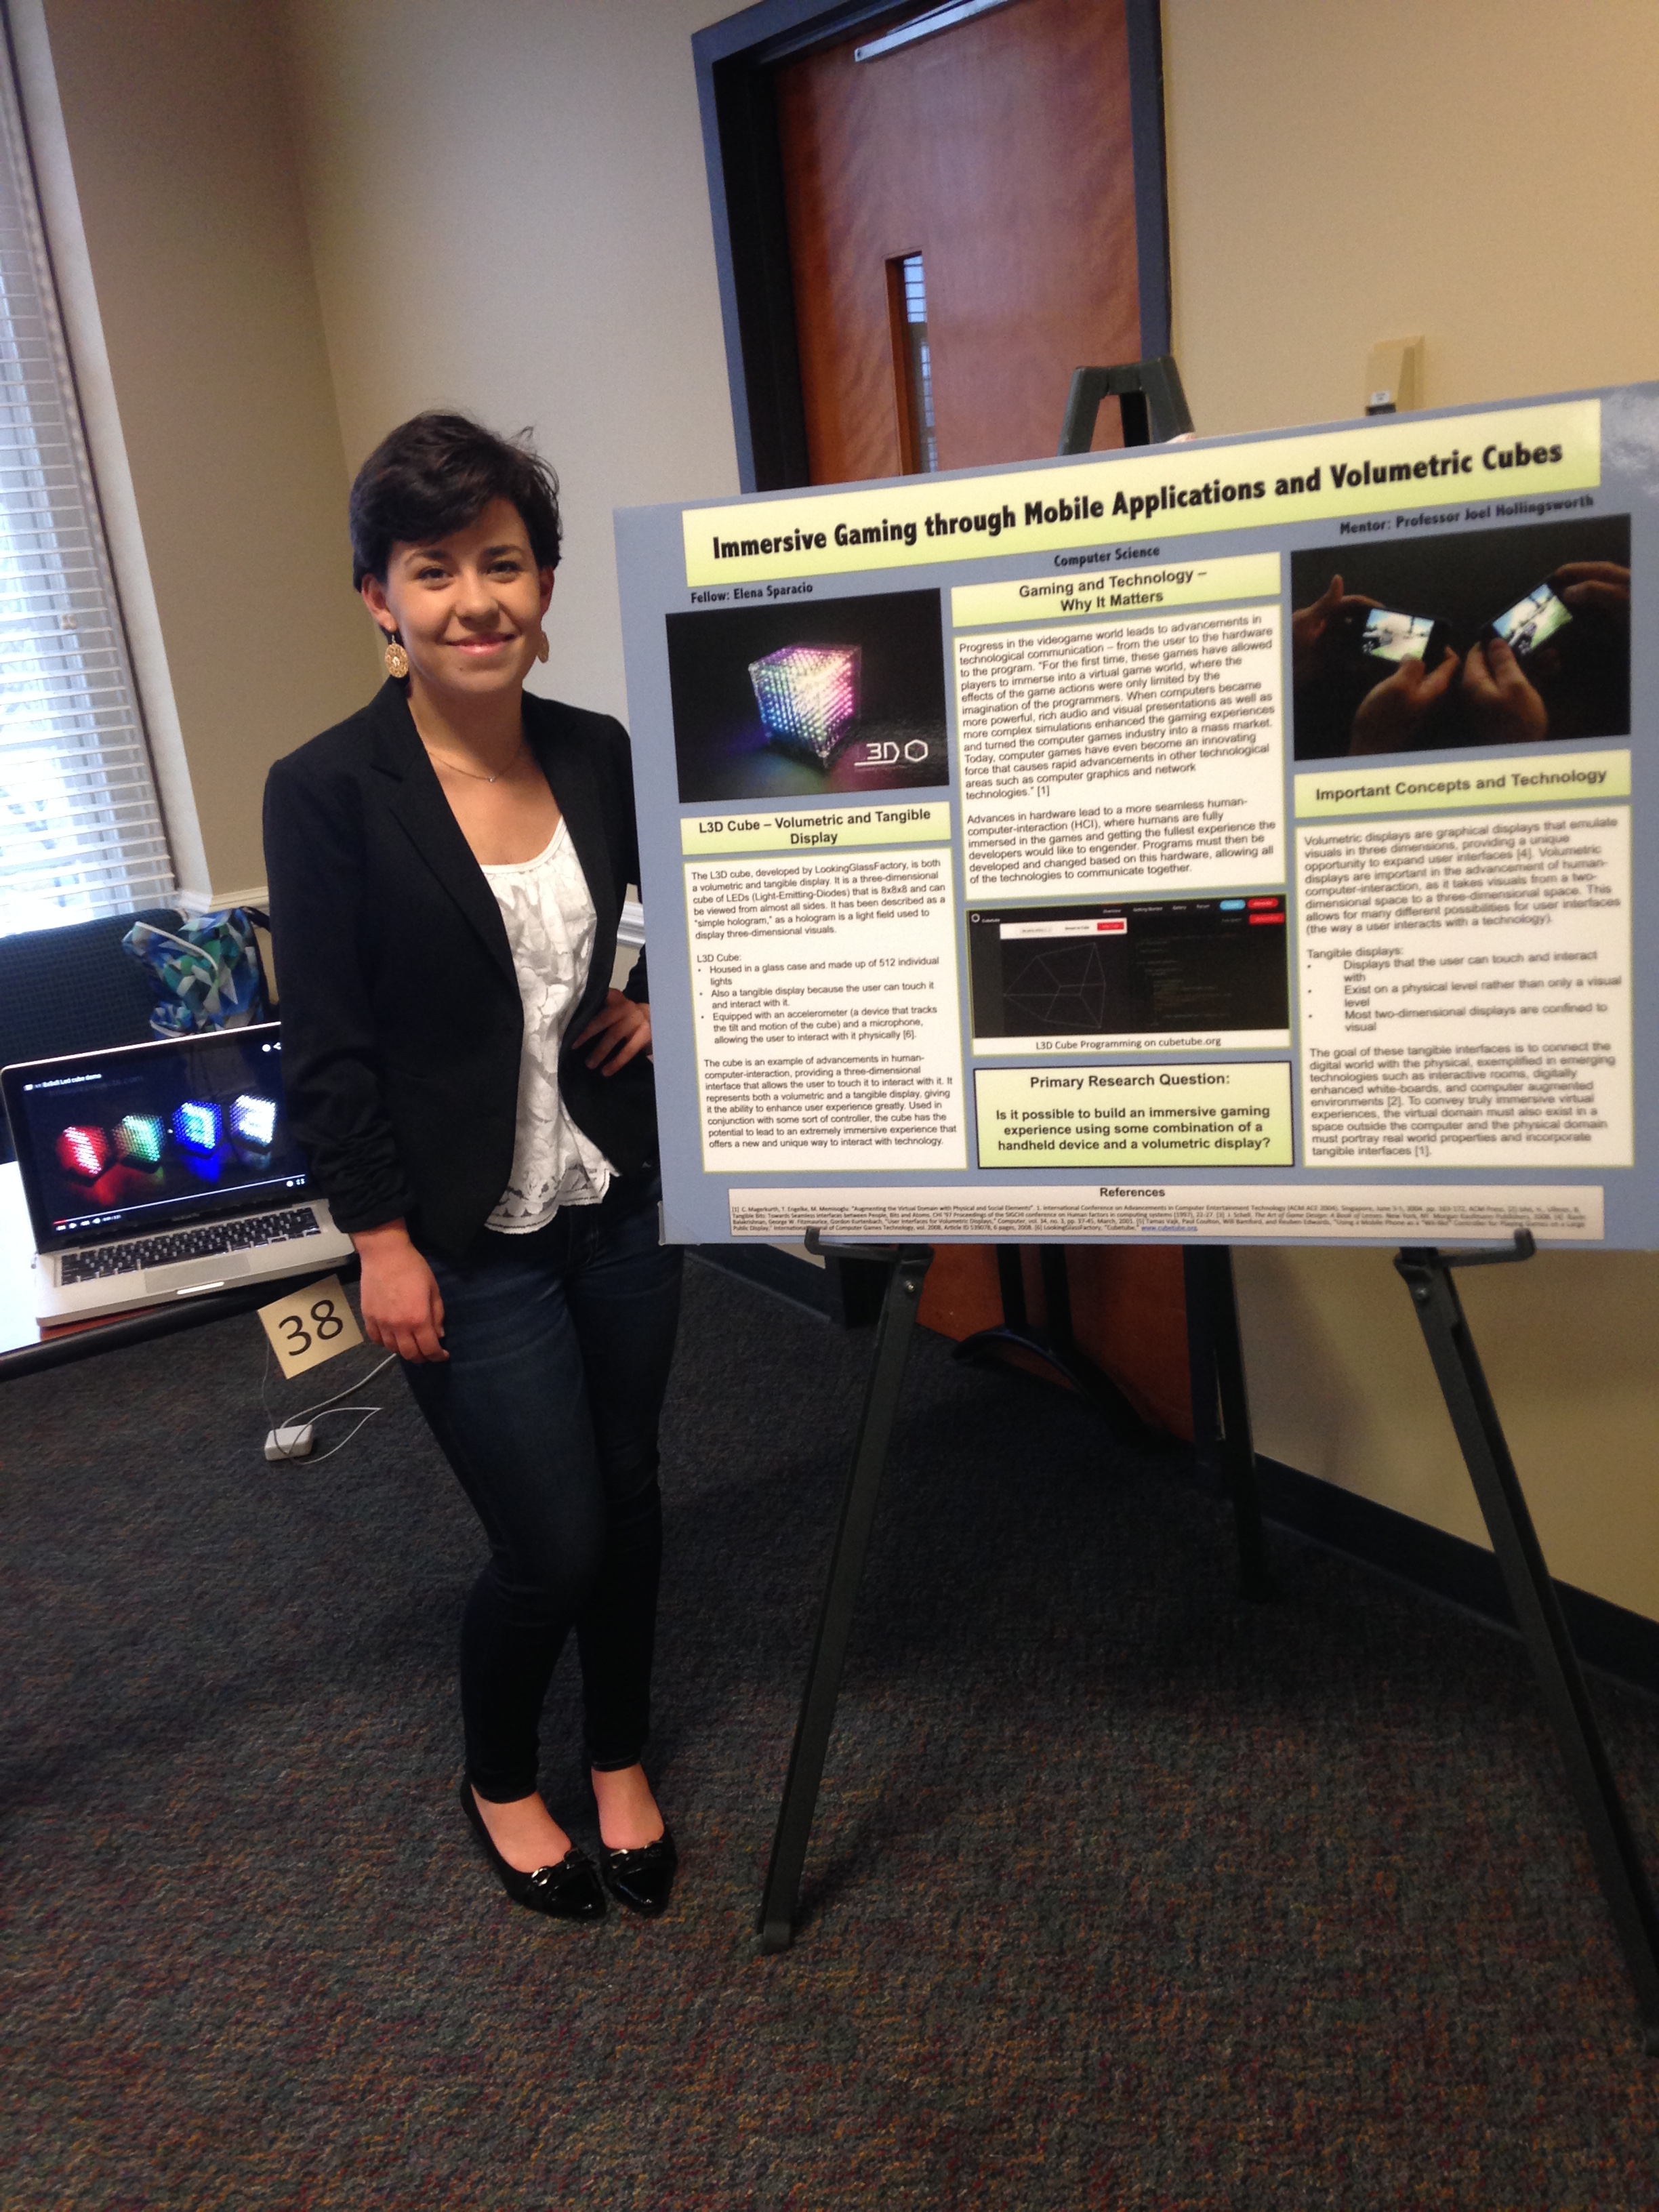 Immersive Gaming through Mobile Applications and Volumetric Cubes
Fellow: Elena Sparacio
Computer Science
Mentor: Professor Joel Hollingsworth
3D
L3D Cube – Volumetric and Tangible
Display
The L3D cube, developed by LookingGlassFactory, is both
a volumetric and tangible display. It is a three-dimensional
cube of LEDs (Light-Emitting-Diodes) that is 8x8x8 and can
be viewed from almost all sides. It has been described as a
"simple hologram," as a hologram is a light field used to
display three-dimensional visuals.
L3D Cube:
• Housed in a glass case and made up of 512 individual
lights
• Also a tangible display because the user can touch it
and interact with it.
• Equipped with an accelerometer (a device that tracks
the tilt and motion of the cube) and a microphone,
allowing the user to interact with it physically [6].
The cube is an example of advancements in human-
computer-interaction, providing a three-dimensional
interface that allows the user to touch it to interact with it. It
represents both a volumetric and a tangible display, giving
it the ability to enhance user experience greatly. Used in
conjunction with some sort of controller, the cube has the
potential to lead to an extremely immersive experience that
offers a new and unique way to interact with technology.
Gaming and Technology –
Why It Matters
Progress in the videogame world leads to advancements in
technological communication – from the user to the hardware
to the program. "For the first time, these games have allowed
players to immerse into a virtual game world, where the
effects of the game actions were only limited by the
imagination of the programmers. When computers became
more powerful, rich audio and visual presentations as well as
more complex simulations enhanced the gaming experiences
and turned the computer games industry into a mass market.
Today, computer games have even become an innovating
force that causes rapid advancements in other technological
areas such as computer graphics and network
technologies." [1]
Advances in hardware lead to a more seamless human-
computer-interaction (HCI), where humans are fully
immersed in the games and getting the fullest experience the
developers would like to engender. Programs must then be
developed and changed based on this hardware, allowing all
of the technologies to communicate together.
L3D Cube Programming on cubetube.org
Primary Research Question:
Is it possible to build an immersive gaming
experience using some combination of a
handheld device and a volumetric display?
Important Concepts and Technology
Volumetric displays are graphical displays that emulate
visuals in three dimensions, providing a unique
opportunity to expand user interfaces [4]. Volumetric
displays are important in the advancement of human-
computer-interaction, as it takes visuals from a two-
dimensional space to a three-dimensional space. This
allows for many different possibilities for user interfaces
(the way a user interacts with a technology).
Tangible displays:
• Displays that the user can touch and interact
with
• Exist on a physical level rather than only a visual
level
• Most two-dimensional displays are confined to
visual
The goal of these tangible interfaces is to connect the
digital world with the physical, exemplified in emerging
technologies such as interactive rooms, digitally
enhanced white-boards, and computer augmented
environments [2]. To convey truly immersive virtual
experiences, the virtual domain must also exist in a
space outside the computer and the physical domain
must portray real world properties and incorporate
tangible interfaces [1].
References
8x8x8 Led cube demo
38